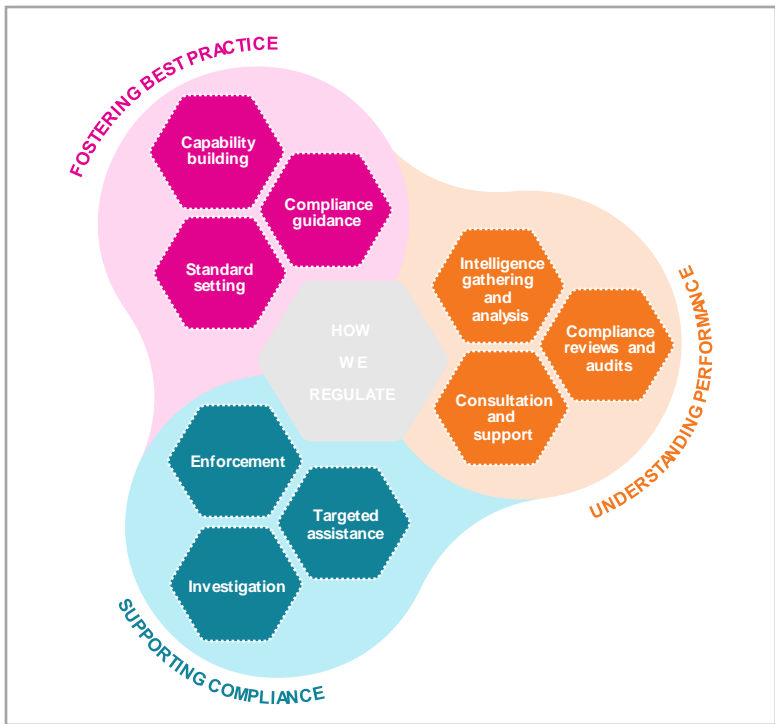 FOSTERING BEST PRACTICE
Capability
building
Compliance
guidance
Standard
setting
HOW
WE
REGULATE
Intelligence
gathering
and
analysis
Compliance
reviews and
audits
Consultation
and
support
UNDERSTANDING PERFORMANCE
Enforcement
Targeted
assistance
Investigation
SUPPORTING COMPLIANCE